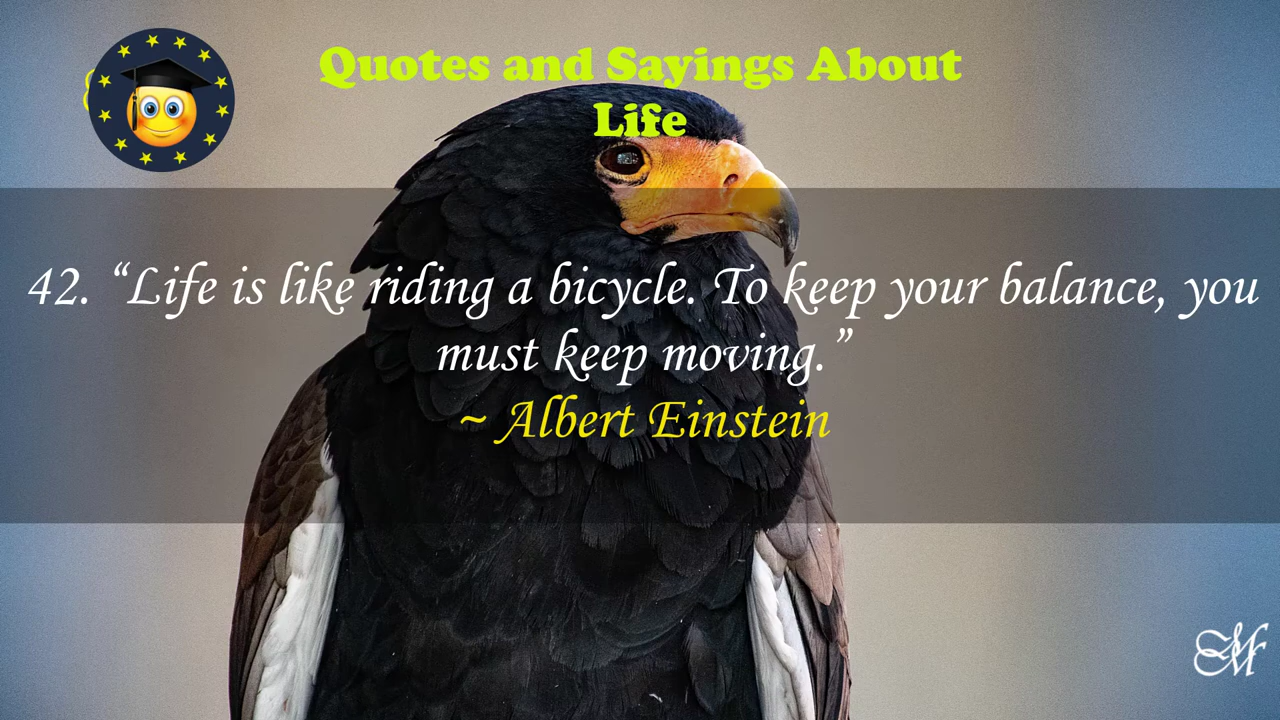 Quotes and Sayings About
Life
42. “Life is like riding a bicycle. To keep your balance, you
must keep moving.”
~ Albert Einstein